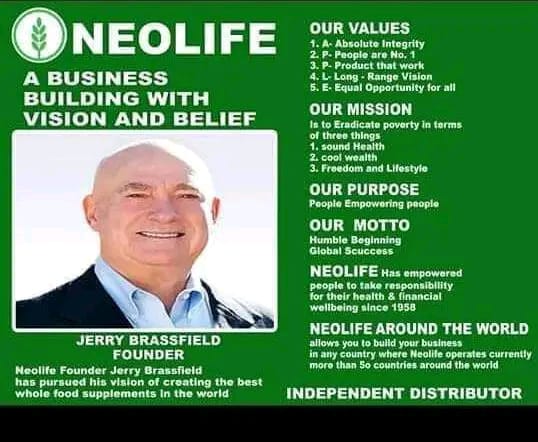 NEOLIFE
A BUSINESS
BUILDING WITH
VISION AND BELIEF
JERRY BRASSFIELD
FOUNDER
Neolife Founder Jerry Brassfield
has pursued his vision of creating the best
whole food supplements in the world
OUR VALUES
1. A- Absolute Integrity
2. P- People are No. 1
3. P- Product that work
4. L- Long - Range Vision
5. E- Equal Opportunity for all
OUR MISSION
Is to Eradicate poverty in terms
of three things
1. sound Health
2. cool wealth
3. Freedom and Lifestyle
OUR PURPOSE
People Empowering people
OUR MOTTO
Humble Beginning
Global Scuccess
NEOLIFE Has empowered
people to take responsibility
for their health & financial
wellbeing since 1958
NEOLIFE AROUND THE WORLD
allows you to build your business
in any country where Neolife operates currently
more than 5o countries around the world
INDEPENDENT DISTRIBUTOR